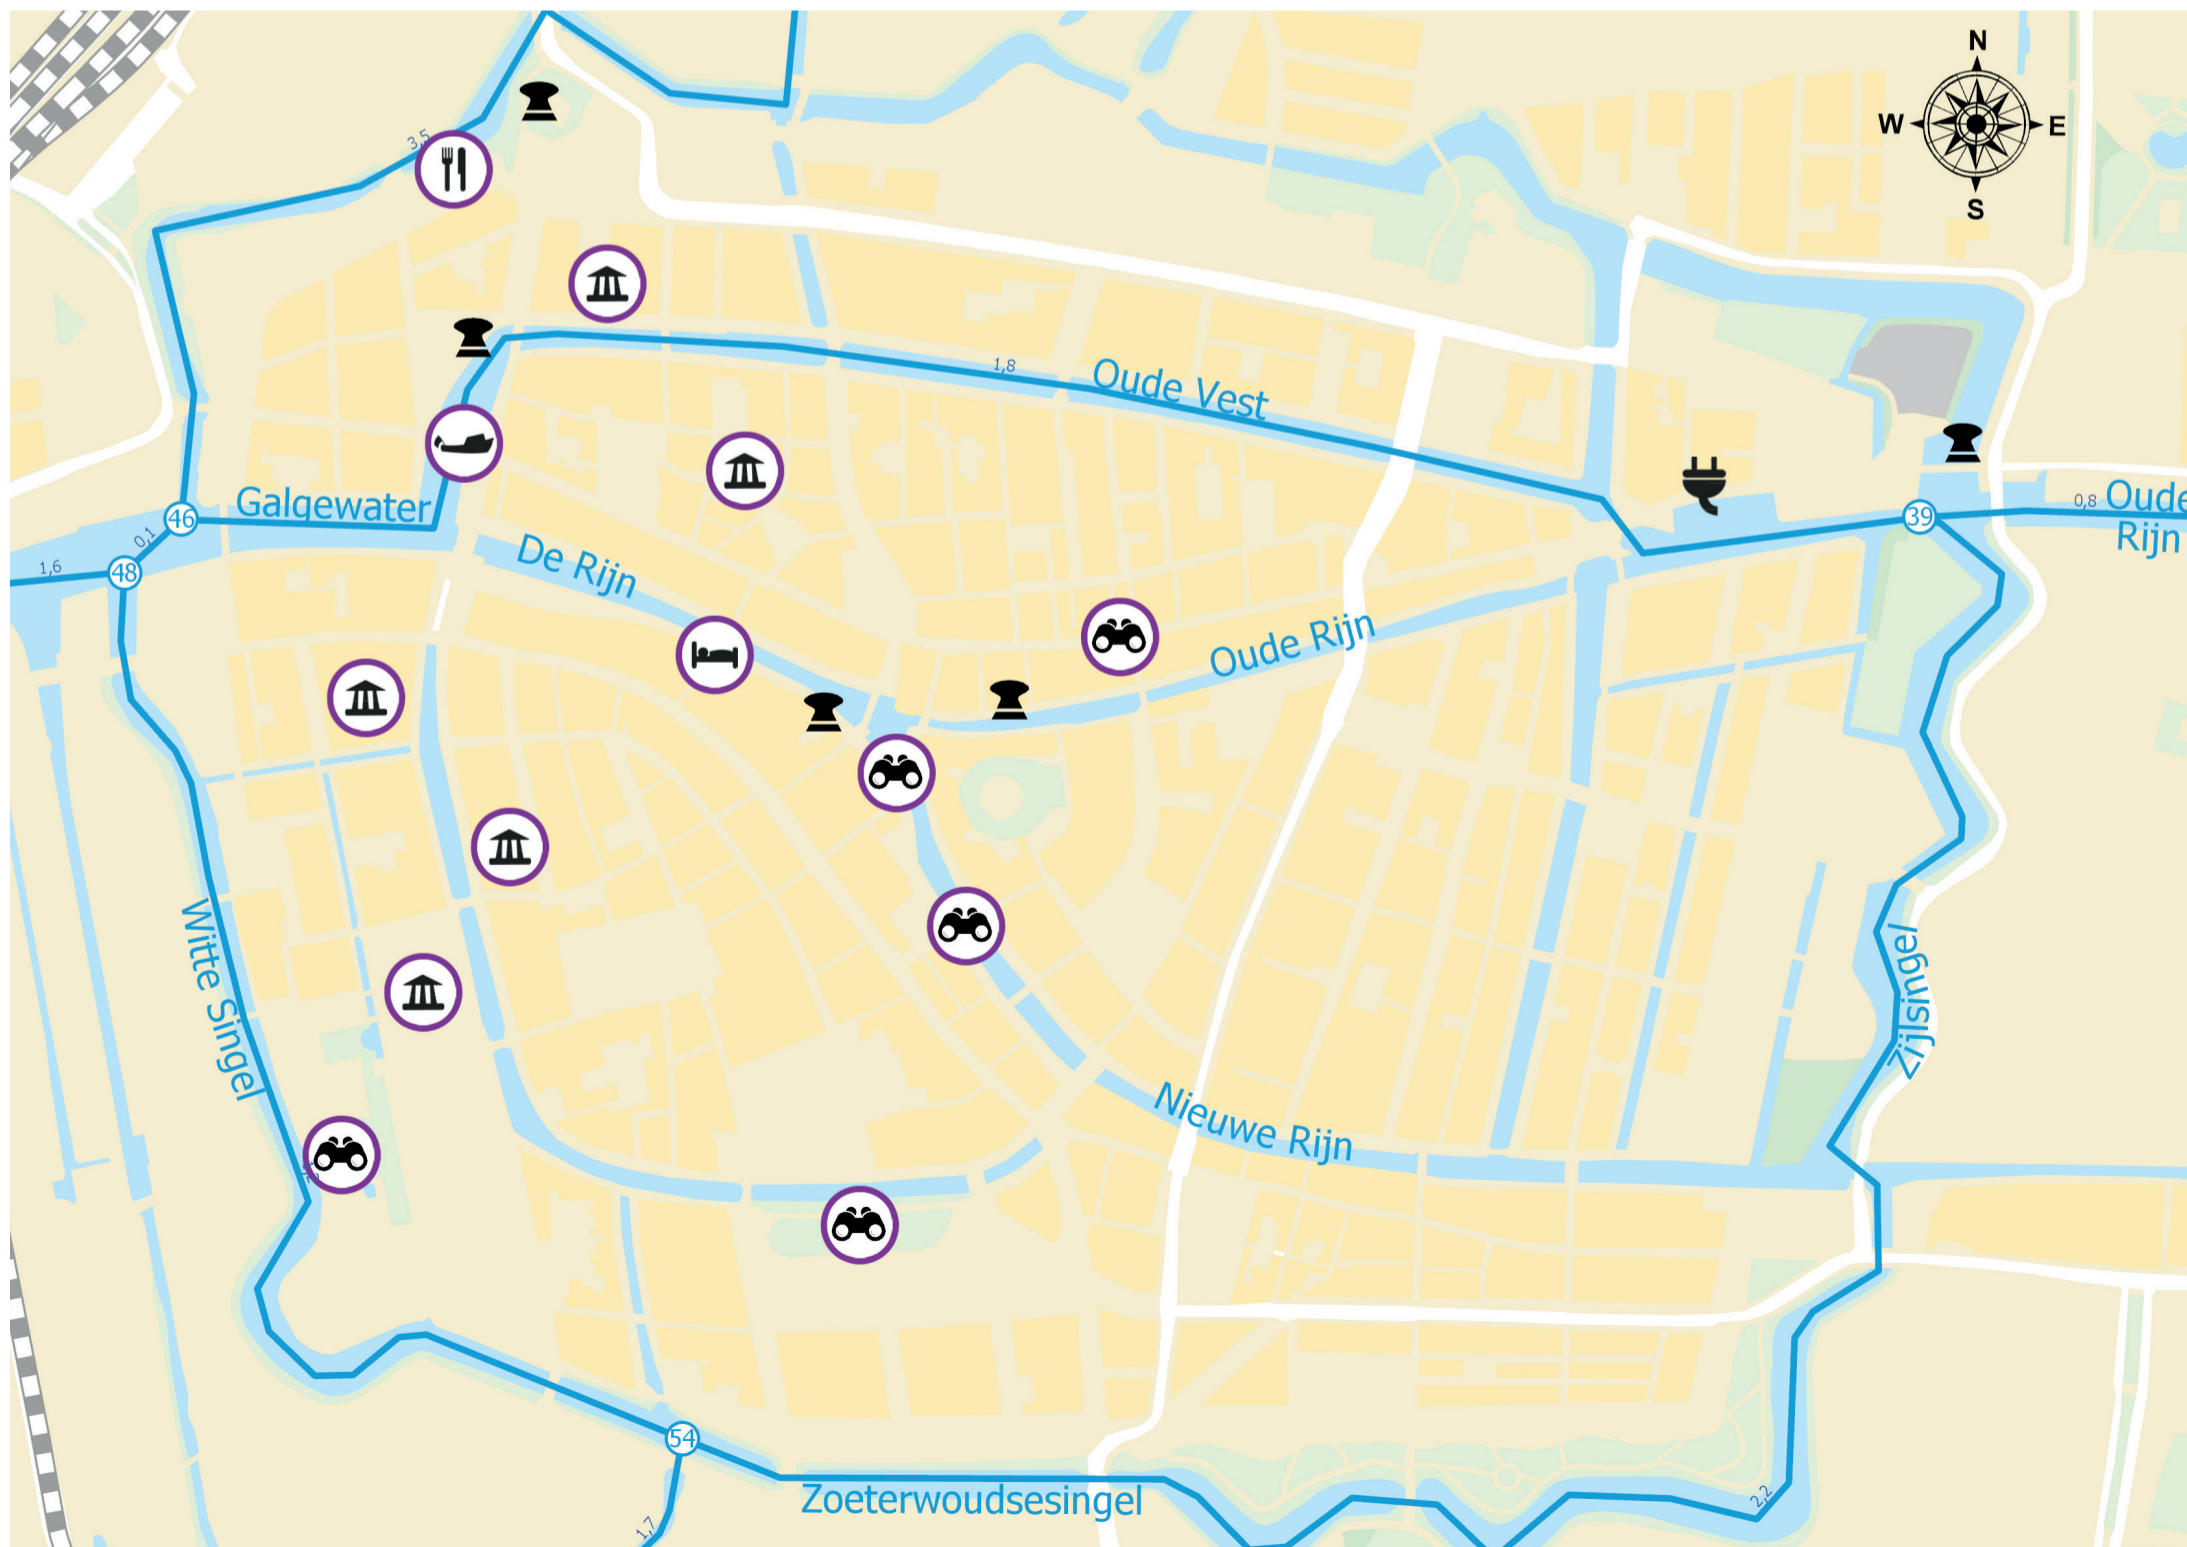 N
W
E
S
3,5
1,8
Oude Vest
Galgewater
46
0,1
48
1,6
De Rijn
Oude Rijn
39
0,8
Oude
Rijn
Witte Singel
Zijlsingel
Nieuwe Rijn
54
Zoeterwoudsesingel
1,7
2,2